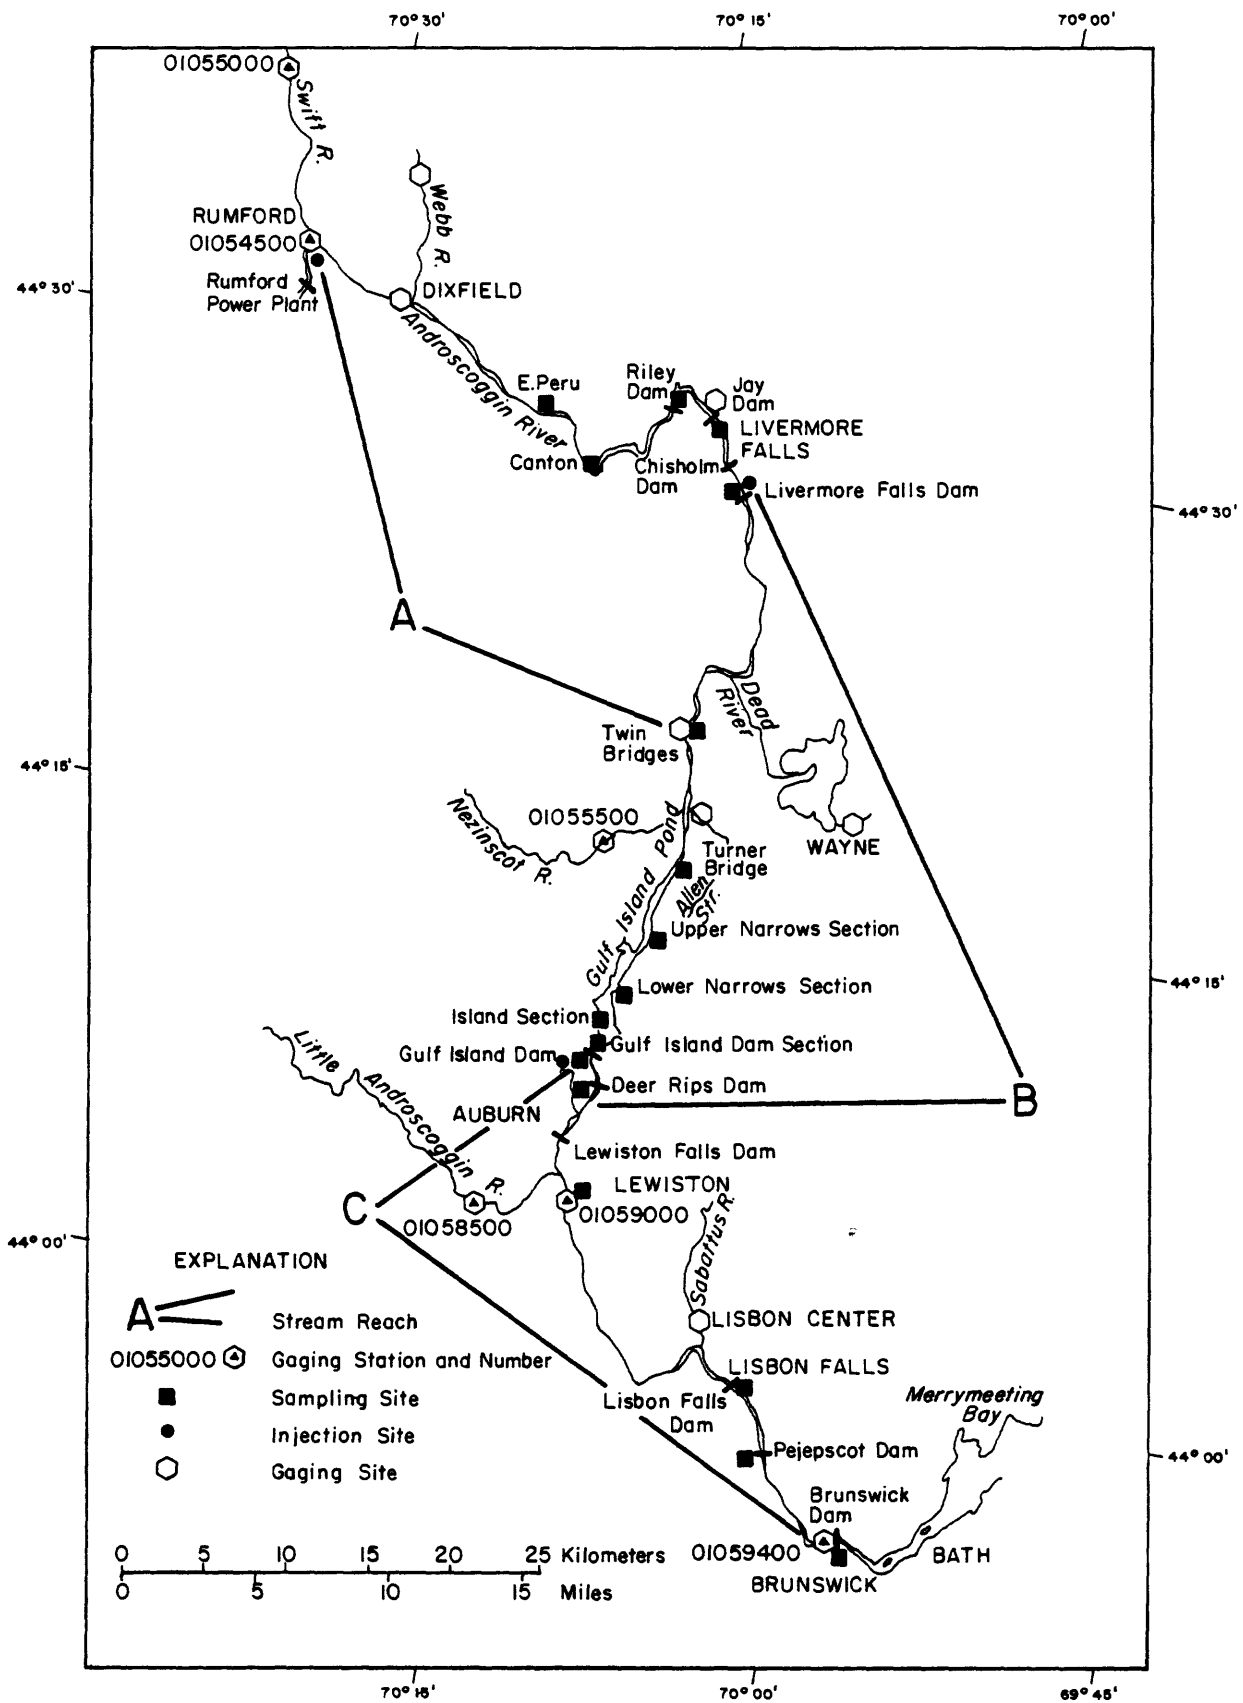 70° 30'
70° 15'
70° 00'
01055000
Swift R.
RUMFORD
01054500
Webb R.
Rumford
Power Plant
44° 30'
DIXFIELD
Androscoggin River
E. Peru
Riley
Dam
Jay
Dam
LIVERMORE
FALLS
Canton
Chisholm
Dam
Livermore Falls Dam
44° 30'
A
Dead
River
Twin
Bridges
44° 15'
Nezinscot R.
01055500
WAYNE
Turner
Bridge
Gulf Island Pond
Allen
Str.
Upper Narrows Section
Lower Narrows Section
44° 15'
Island Section
Gulf Island Dam
Gulf Island Dam Section
Little Androscoggin R.
Deer Rips Dam
B
AUBURN
Lewiston Falls Dam
LEWISTON
C
01058500
01059000
Sabattus R.
44° 00'
EXPLANATION
A
Stream Reach
01055000
Gaging Station and Number
Sampling Site
Injection Site
Gaging Site
LISBON CENTER
LISBON FALLS
Lisbon Falls
Dam
Merrymeeting
Bay
Pejepscot Dam
44° 00'
Brunswick
Dam
01059400
BRUNSWICK
BATH
0 5 10 15 20 25 Kilometers
0 5 10 15 Miles
70° 15'
70° 00'
69° 45'